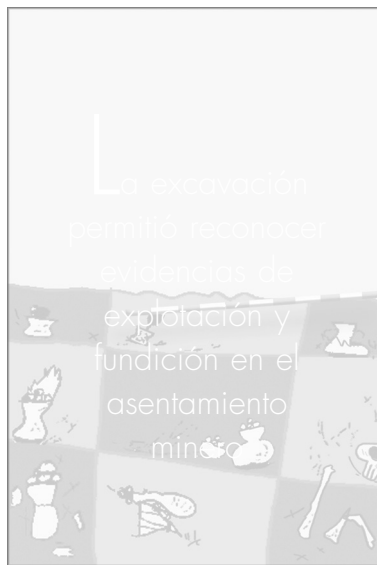 La excavación
permitió reconocer
evidencias de
explotación y
fundición en el
asentamiento
minero